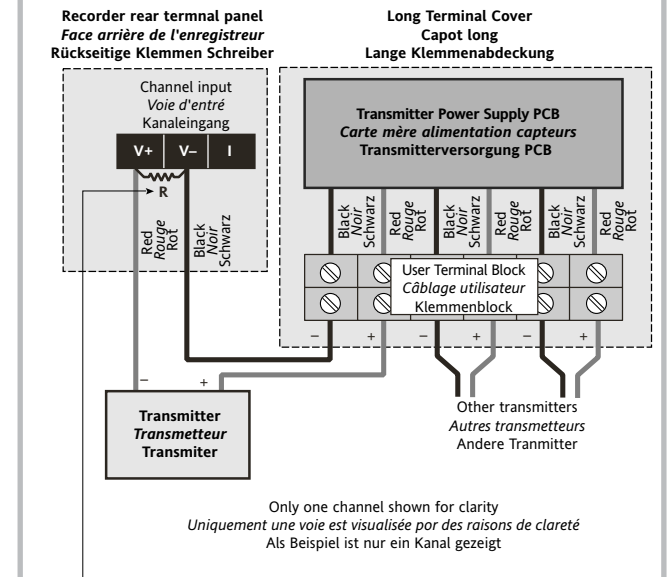 Recorder rear termnal panel
Face arrière de l'enregistreur
Rückseitige Klemmen Schreiber
Long Terminal Cover
Capot long
Lange Klemmenabdeckung
Channel input
Voie d'entré
Kanaleingang
V+ V– I
R
Red
Rouge
Rot
Black
Noir
Schwarz
Transmitter Power Supply PCB
Carte mère alimentation capteurs
Transmitterversorgung PCB
Black
Noir
Schwarz
Red
Rouge
Rot
Black
Noir
Schwarz
Red
Rouge
Rot
Black
Noir
Schwarz
Red
Rouge
Rot
User Terminal Block
Câblage utilisateur
Klemmenblock
– + – + – +
– +
Transmitter
Transmetteur
Transmiter
Other transmitters
Autres transmetteurs
Andere Tranmitter
Only one channel shown for clarity
Uniquement une voie est visualisée por des raisons de clareté
Als Beispiel ist nur ein Kanal gezeigt